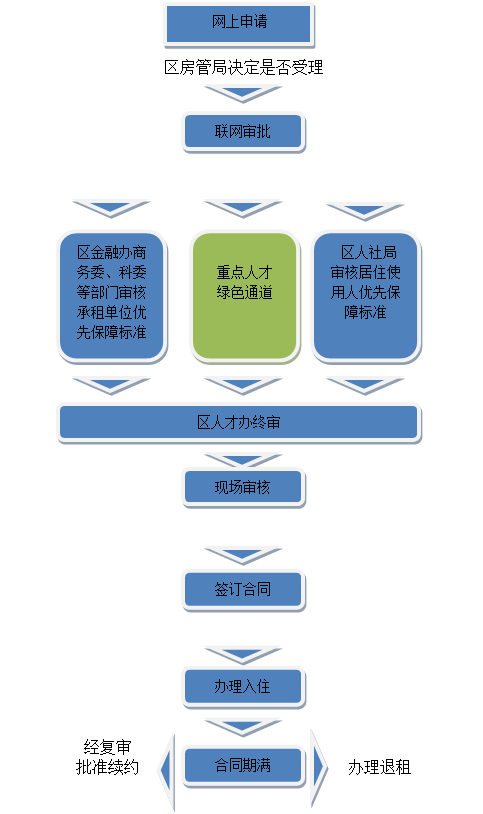 网上申请
区房管局决定是否受理
联网审批
区金融办商
务委、科委
等部门审核
承租单位优
先保障标准
重点人才
绿色通道
区人社局
审核居住使
用人优先保
障标准
区人才办终审
现场审核
签订合同
办理入住
经复审
批准续约
合同期满
办理退租